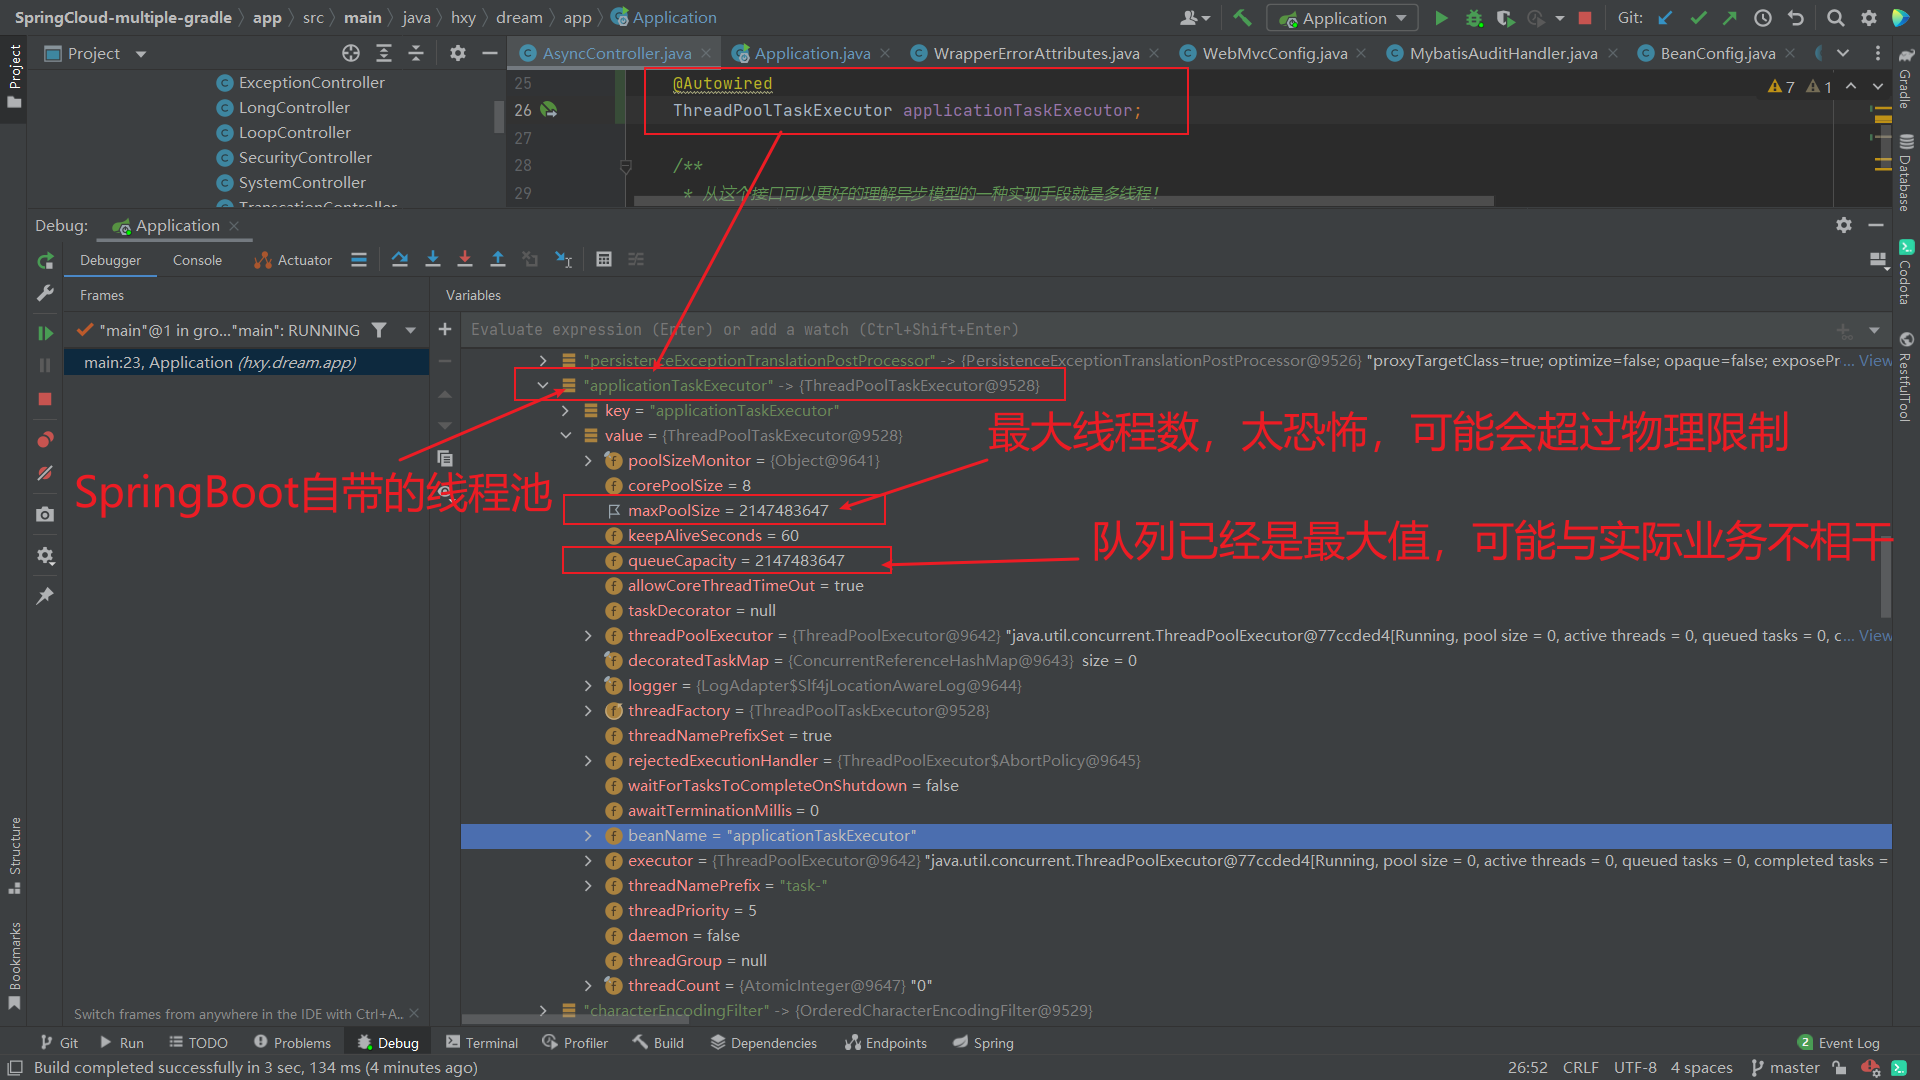 SpringCloud-multiple-gradle 〉 app 〉 src 〉 main 〉 java 〉 hxy 〉 dream 〉 app 〉 Application
Application
Git:
Project
AsyncController.java
Application.java
WrapperErrorAttributes.java
WebMvcConfig.java
MybatisAuditHandler.java
BeanConfig.java
ExceptionController
LongController
LoopController
SecurityController
SystemController
TransactionController
25 @Autowired
26 ThreadPoolTaskExecutor applicationTaskExecutor;
27
28 /**
29 * 从这个接口可以更好的理解异步模型的一种实现手段就是多线程!
7 1
Debug: Application
Debugger Console Actuator
Frames
Variables
"main"@1 in gro..."main": RUNNING
Evaluate expression (Enter) or add a watch (Ctrl+Shift+Enter)
main:23, Application (hxy.dream.app)
"persistenceExceptionTranslationPostProcessor" -> {PersistenceExceptionTranslationPostProcessor@9526} "proxyTargetClass=true; optimize=false; opaque=false; exposePr... View
"applicationTaskExecutor" -> {ThreadPoolTaskExecutor@9528}
key = "applicationTaskExecutor"
value = {ThreadPoolTaskExecutor@9528}
最大线程数，太恐怖，可能会超过物理限制
poolSizeMonitor = {Object@9641}
corePoolSize = 8
SpringBoot自带的线程池
maxPoolSize = 2147483647
keepAliveSeconds = 60
队列已经是最大值，可能与实际业务不相干
queueCapacity = 2147483647
allowCoreThreadTimeOut = true
taskDecorator = null
threadPoolExecutor = {ThreadPoolExecutor@9642} "java.util.concurrent.ThreadPoolExecutor@77ccded4[Running, pool size = 0, active threads = 0, queued tasks = 0, c... View
decoratedTaskMap = {ConcurrentReferenceHashMap@9643} size = 0
logger = {LogAdapter$Slf4jLocationAwareLog@9644}
threadFactory = {ThreadPoolTaskExecutor@9528}
threadNamePrefixSet = true
rejectedExecutionHandler = {ThreadPoolExecutor$AbortPolicy@9645}
waitForTasksToCompleteOnShutdown = false
awaitTerminationMillis = 0
beanName = "applicationTaskExecutor"
executor = {ThreadPoolExecutor@9642} "java.util.concurrent.ThreadPoolExecutor@77ccded4[Running, pool size = 0, active threads = 0, queued tasks = 0, completed tasks =
threadNamePrefix = "task-"
threadPriority = 5
daemon = false
threadGroup = null
threadCount = {AtomicInteger@9647} "0"
"characterEncodingFilter" -> {OrderedCharacterEncodingFilter@9529}
Switch frames from anywhere in the IDE with Ctrl+A..
Project
Structure
Bookmarks
Gradle
Database
Codota
RestfulTool
Git Run TODO Problems Debug Terminal Profiler Build Dependencies Endpoints Spring
2 Event Log
Build completed successfully in 3 sec, 134 ms (4 minutes ago)
26:52 CRLF UTF-8 4 spaces master